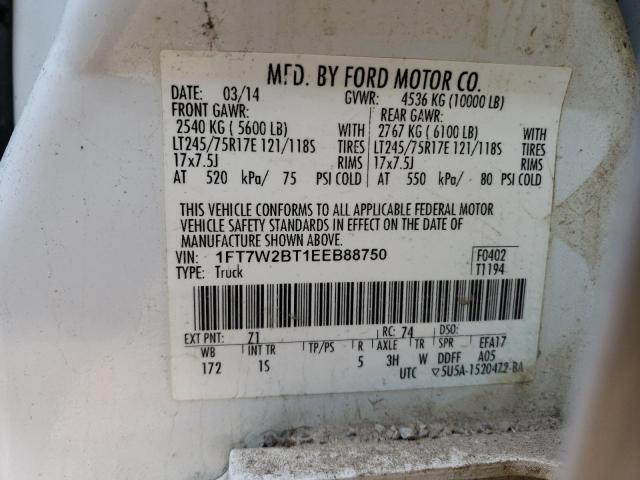 MFD. BY FORD MOTOR CO.
DATE: 03/14 GVWR: 4536 KG (10000 LB)
FRONT GAWR: REAR GAWR:
2540 KG ( 5600 LB) WITH 2767 KG ( 6100 LB) WITH
LT245/75R17E 121/118S TIRES LT245/75R17E 121/118S TIRES
17x7.5J RIMS 17x7.5J RIMS
AT 520 kPa/ 75 PSI COLD AT 550 kPa/ 80 PSI COLD
THIS VEHICLE CONFORMS TO ALL APPLICABLE FEDERAL MOTOR
VEHICLE SAFETY STANDARDS IN EFFECT ON THE DATE OF
MANUFACTURE SHOWN ABOVE.
VIN: 1FT7W2BT1EEB88750 F0402
TYPE: Truck T1194
EXT PNT: 71 RC: 74 DSO:
WB INT TR TP/PS R AXLE TR SPR EFA17
172 1S 5 3H W DDFF A05
UTC ▽5U5A-1520472-BA